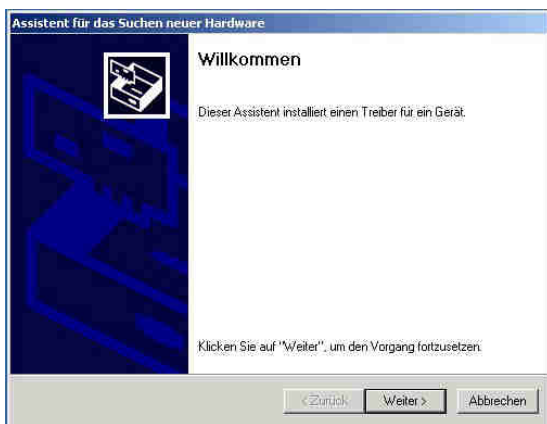 Assistent für das Suchen neuer Hardware
Willkommen
Dieser Assistent installiert einen Treiber für ein Gerät.
Klicken Sie auf "Weiter", um den Vorgang fortzusetzen.
< Zurück Weiter > Abbrechen